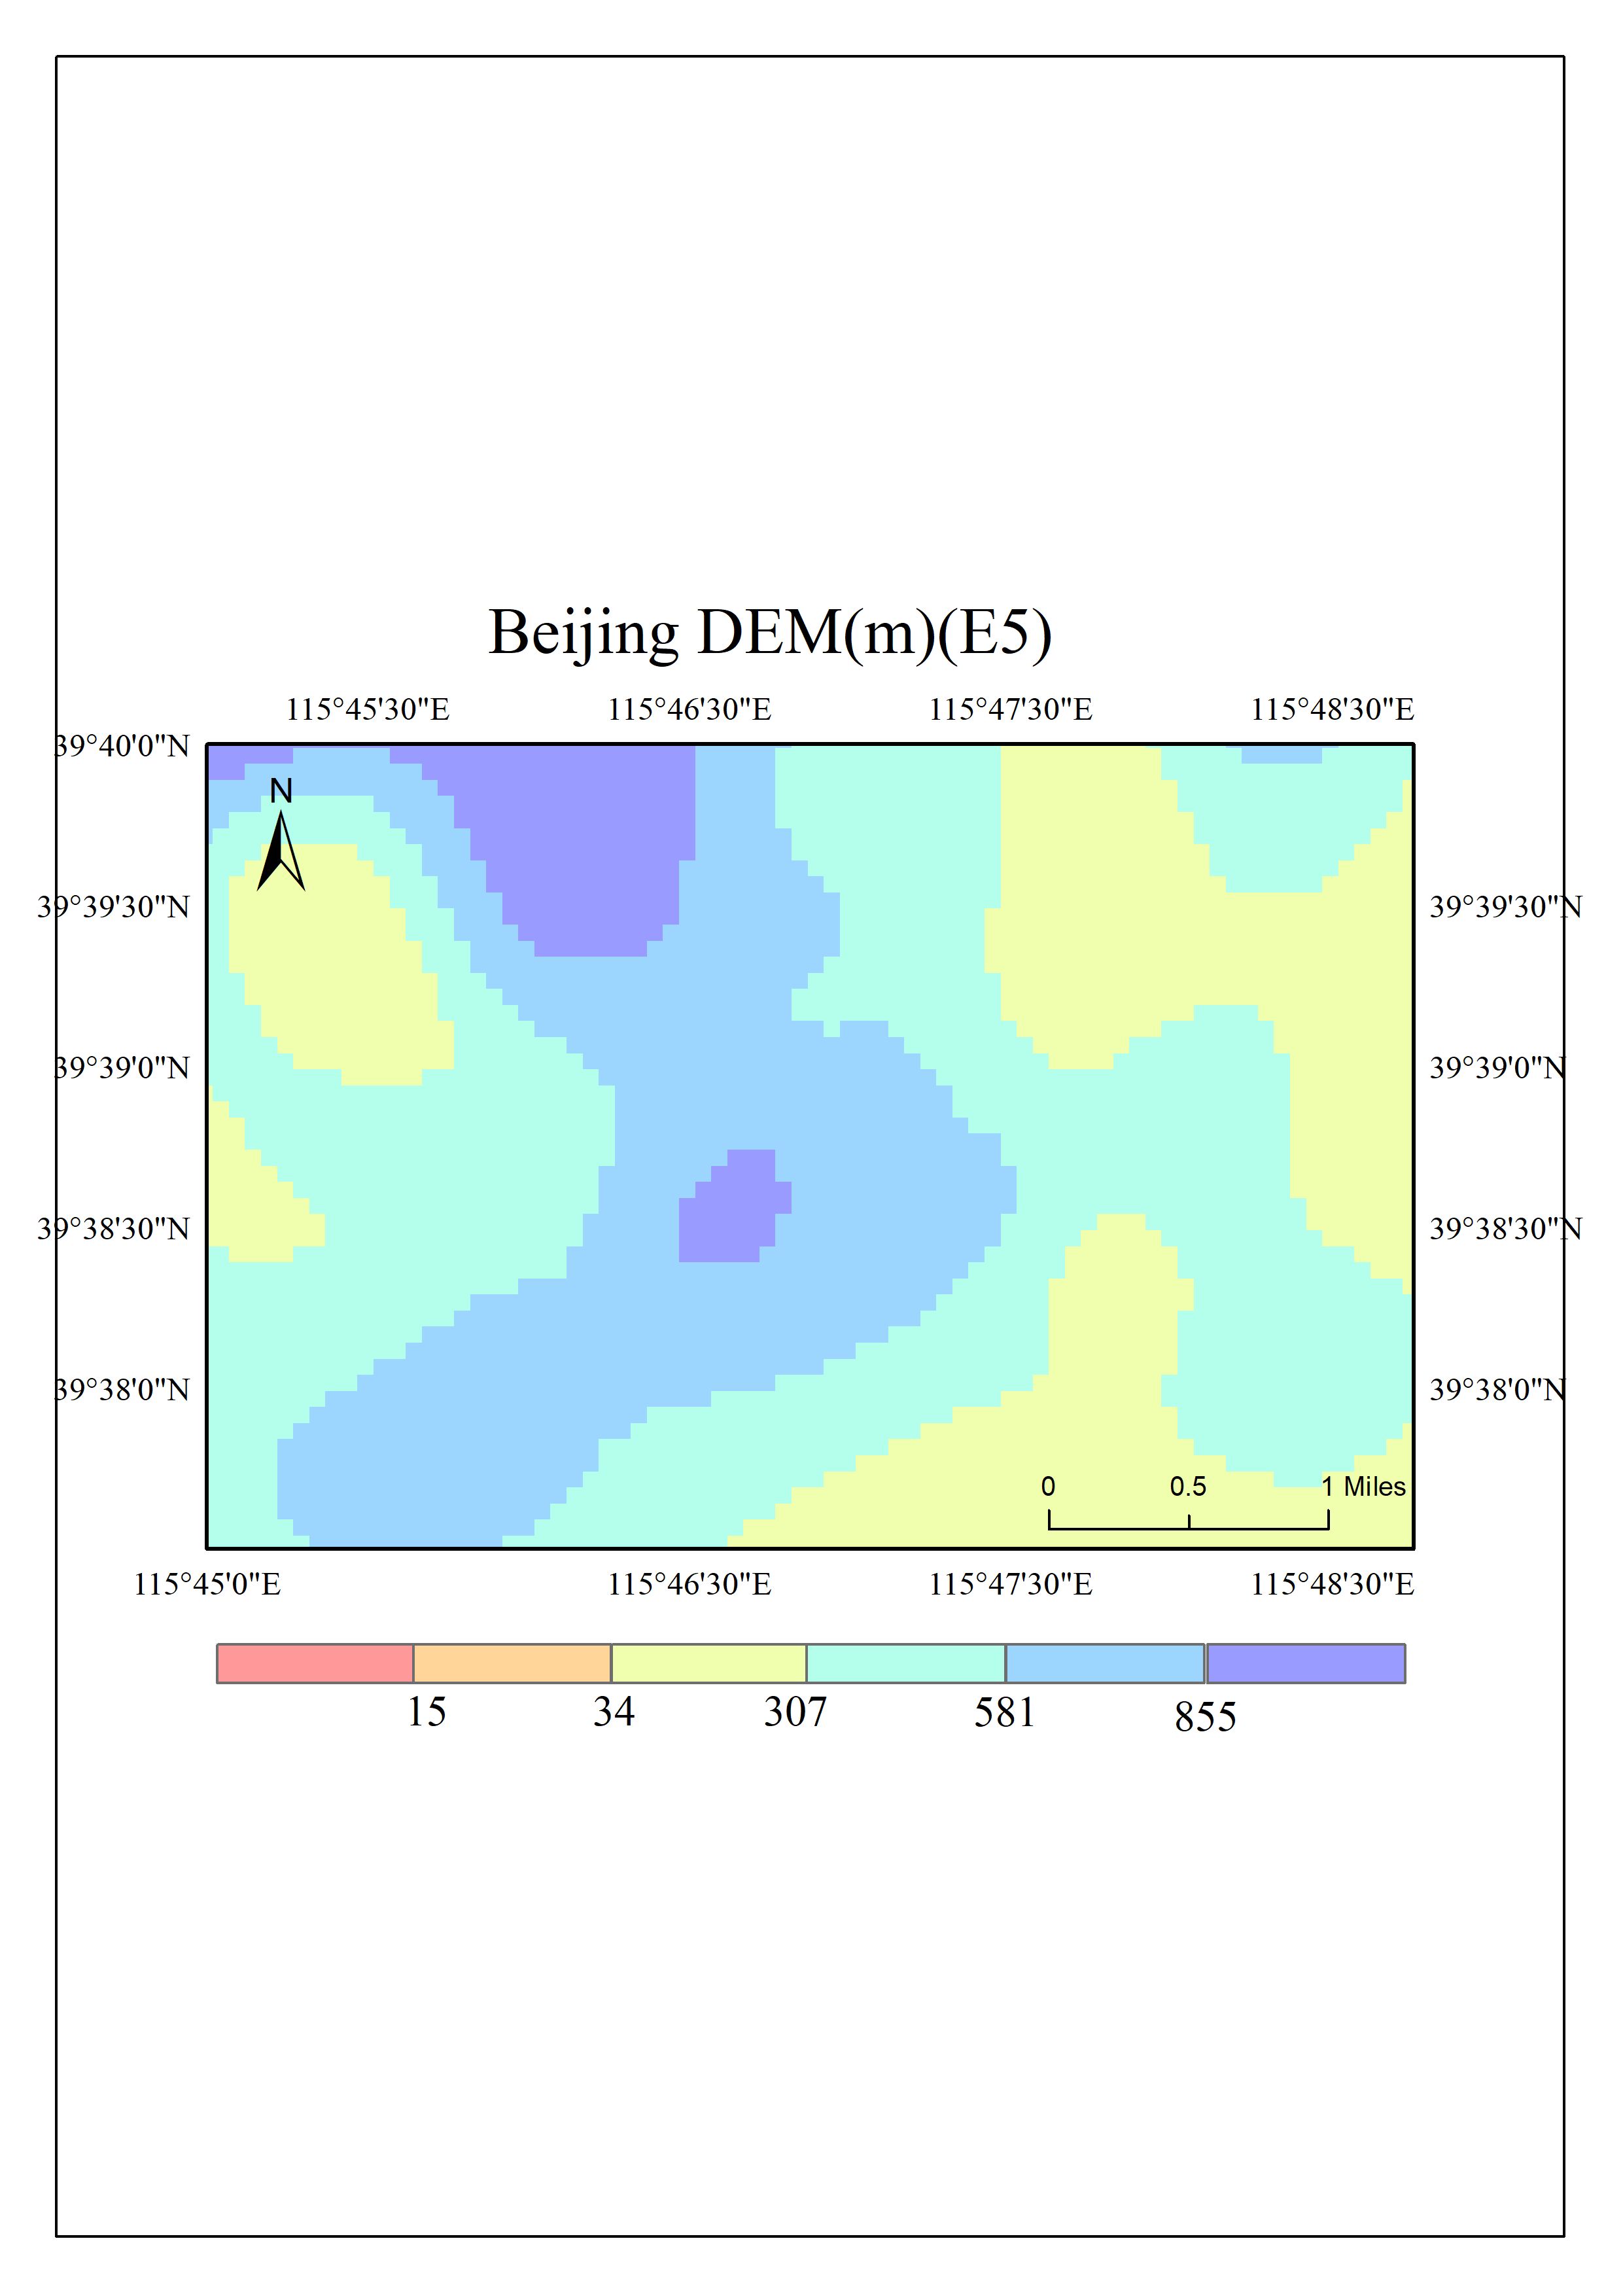 Beijing DEM(m)(E5)
115°45'30"E 115°46'30"E 115°47'30"E 115°48'30"E
39°40'0"N
N
39°39'30"N 39°39'30"N
39°39'0"N 39°39'0"N
39°38'30"N 39°38'30"N
39°38'0"N 39°38'0"N
0 0.5 1 Miles
115°45'0"E 115°46'30"E 115°47'30"E 115°48'30"E
15 34 307 581 855